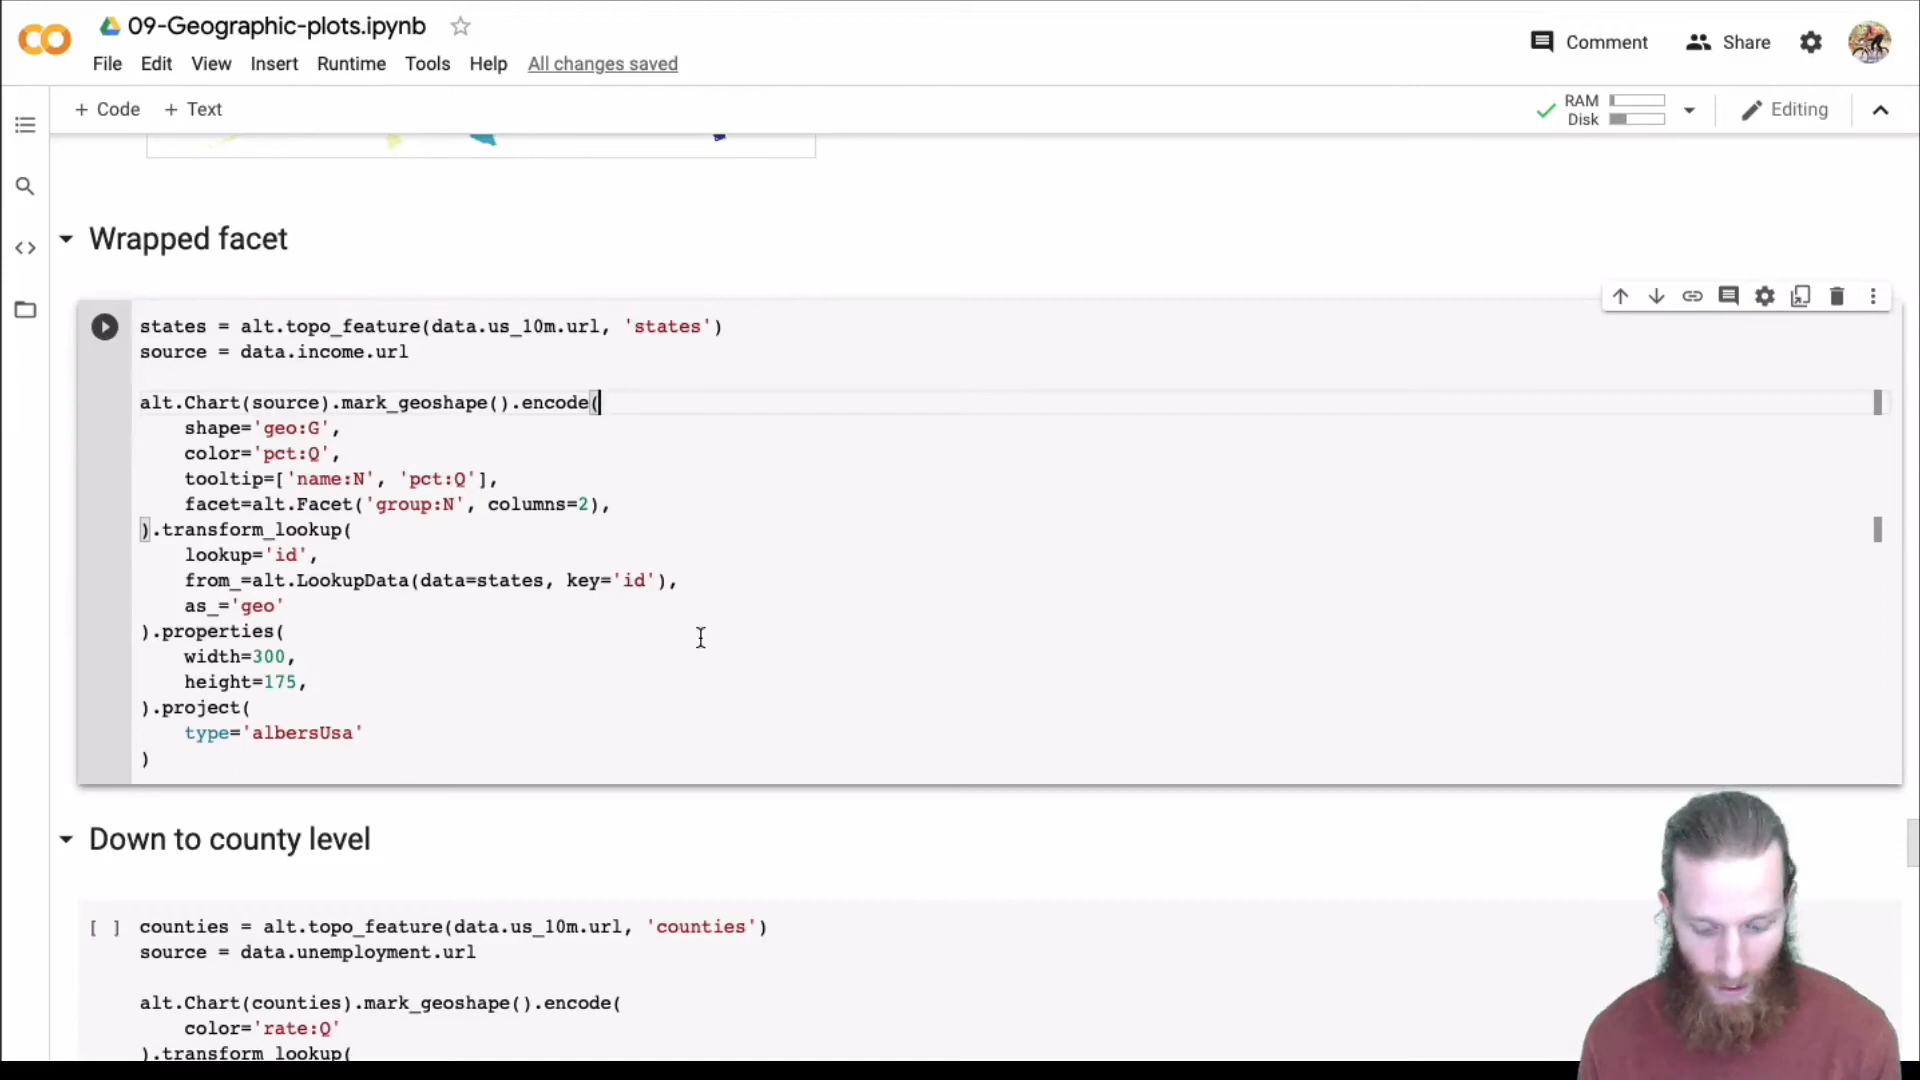 09-Geographic-plots.ipynb
Comment
Share
File Edit View Insert Runtime Tools Help All changes saved
+ Code + Text
RAM
Disk
Editing
Wrapped facet
states = alt.topo_feature(data.us_10m.url, 'states')
source = data.income.url
alt.Chart(source).mark_geoshape().encode(
shape='geo:G',
color='pct:Q',
tooltip=['name:N', 'pct:Q'],
facet=alt.Facet('group:N', columns=2),
).transform_lookup(
lookup='id',
from_=alt.LookupData(data=states, key='id'),
as_='geo'
).properties(
width=300,
height=175,
).project(
type='albersUsa'
)
Down to county level
[ ] counties = alt.topo_feature(data.us_10m.url, 'counties')
source = data.unemployment.url
alt.Chart(counties).mark_geoshape().encode(
color='rate:Q'
).transform_lookup(